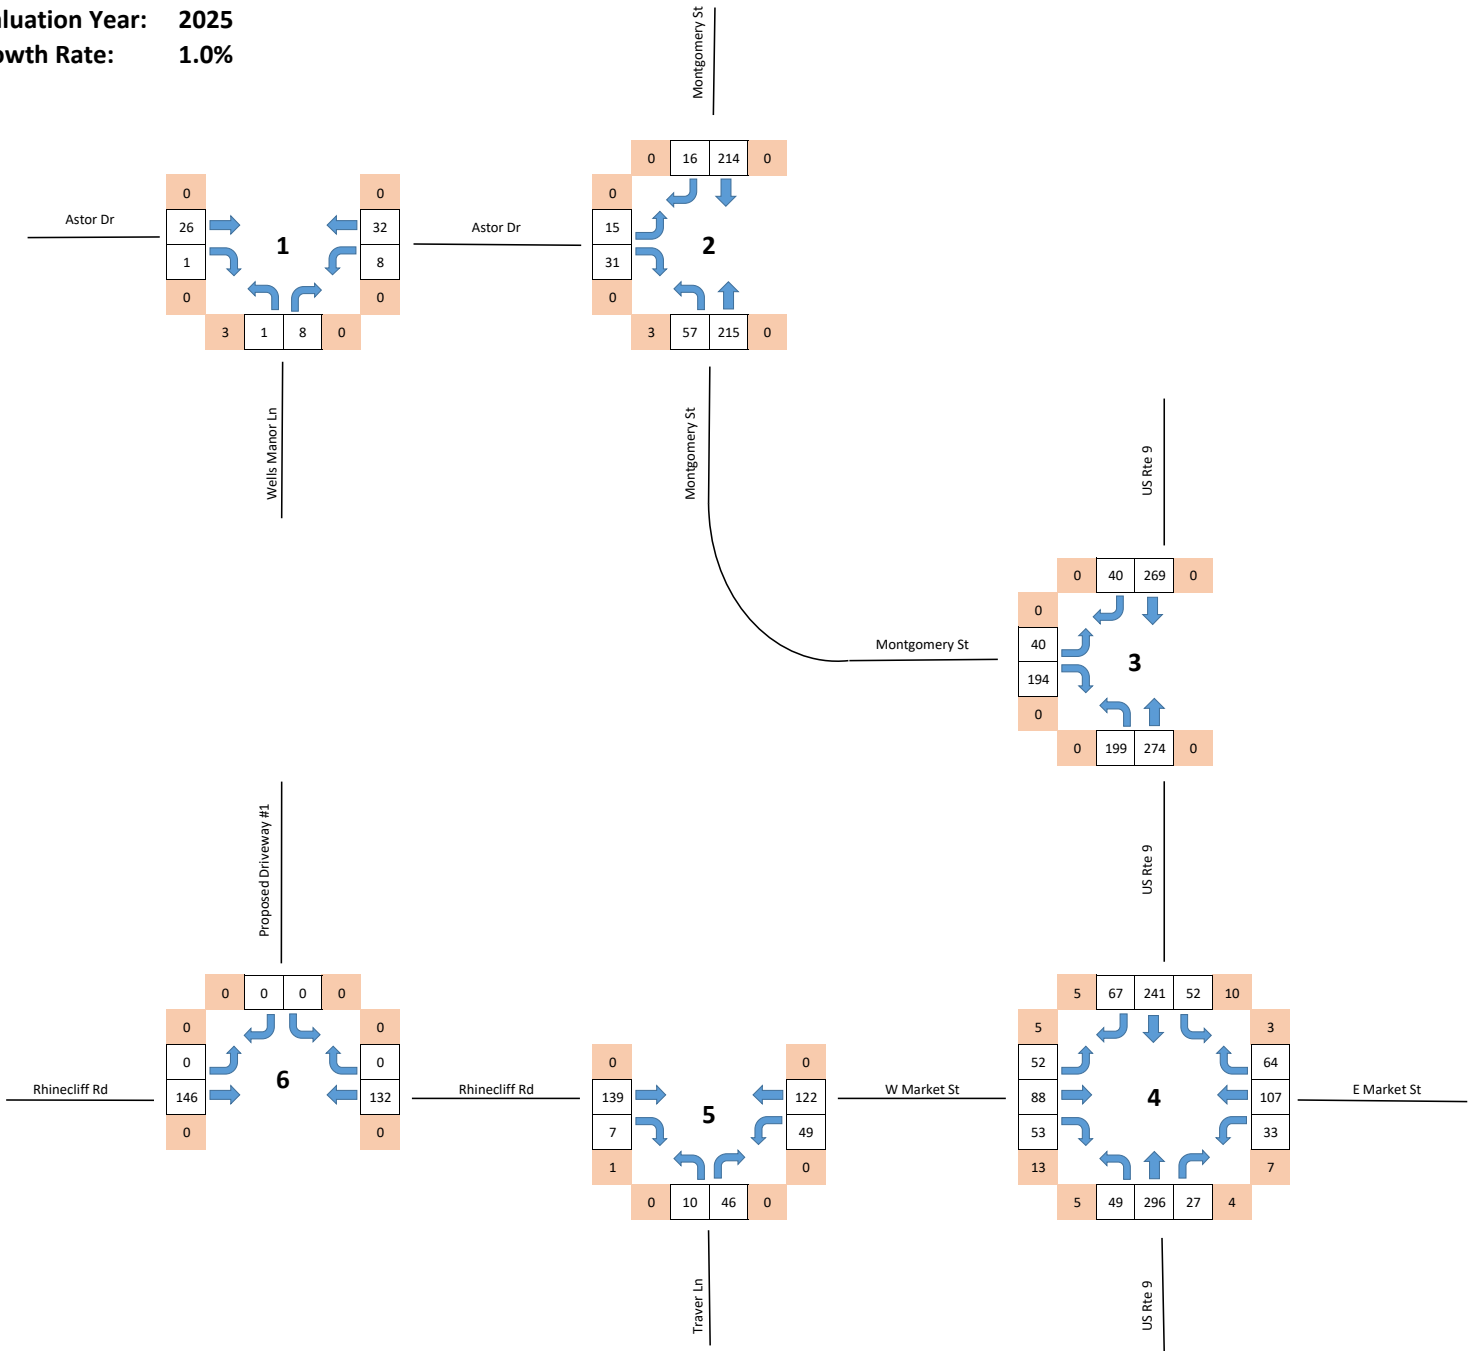 luation Year: 2025
owth Rate: 1.0%
Montgomery St
0 16 214 0
0 0 0
Astor Dr 26 32 Astor Dr 15
1 2
1 8 31
0 0 0
3 1 8 0 3 57 215 0
Wells Manor Ln
Montgomery St
US Rte 9
0 40 269 0
0
Montgomery St 40
3
194
0
0 199 274 0
Proposed Driveway #1
US Rte 9
0 0 0 0 5 67 241 52 10
0 0 5 3
0 0 0 0 52 64
6
Rhinecliff Rd 146 132 Rhinecliff Rd 139 122 W Market St 88 4 107 E Market St
5
0 0 7 49 53 33
1 0 13 7
0 10 46 0 5 49 296 27 4
Traver Ln
US Rte 9